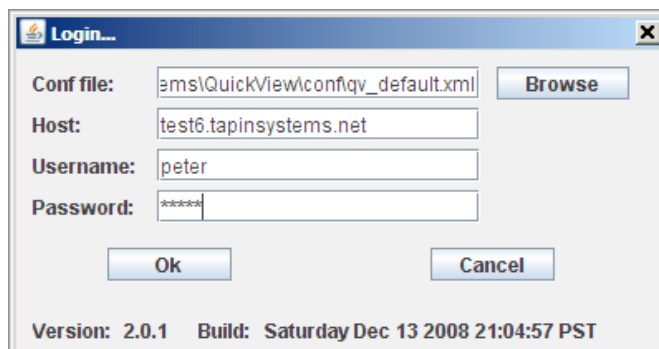 Login...
Conf file: ems\QuickView\conf\qv_default.xml Browse
Host: test6.tapinsystems.net
Username: peter
Password: *****
Ok Cancel
Version: 2.0.1 Build: Saturday Dec 13 2008 21:04:57 PST